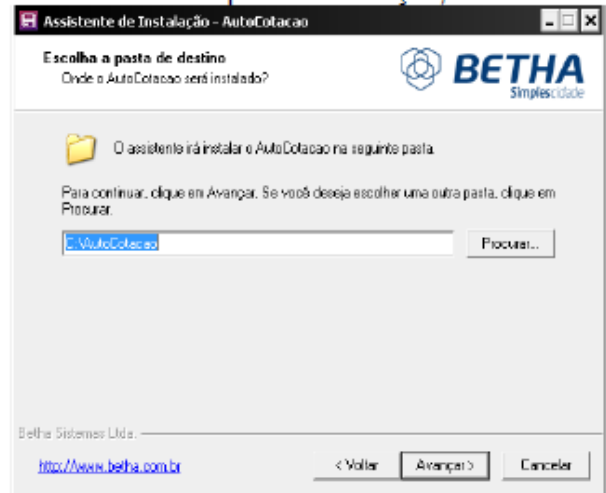 Assistente de Instalação - AutoCotacao
Escolha a pasta de destino
Onde o AutoCotacao será instalado?
BETHA
Simplescidade
O assistente irá instalar o AutoCotacao na seguinte pasta.
Para continuar, clique em Avançar. Se você deseja escolher uma outra pasta, clique em
Procurar.
C:\AutoCotacao
Procurar...
Betha Sistemas Ltda.
http://www.betha.com.br
< Voltar
Avançar >
Cancelar